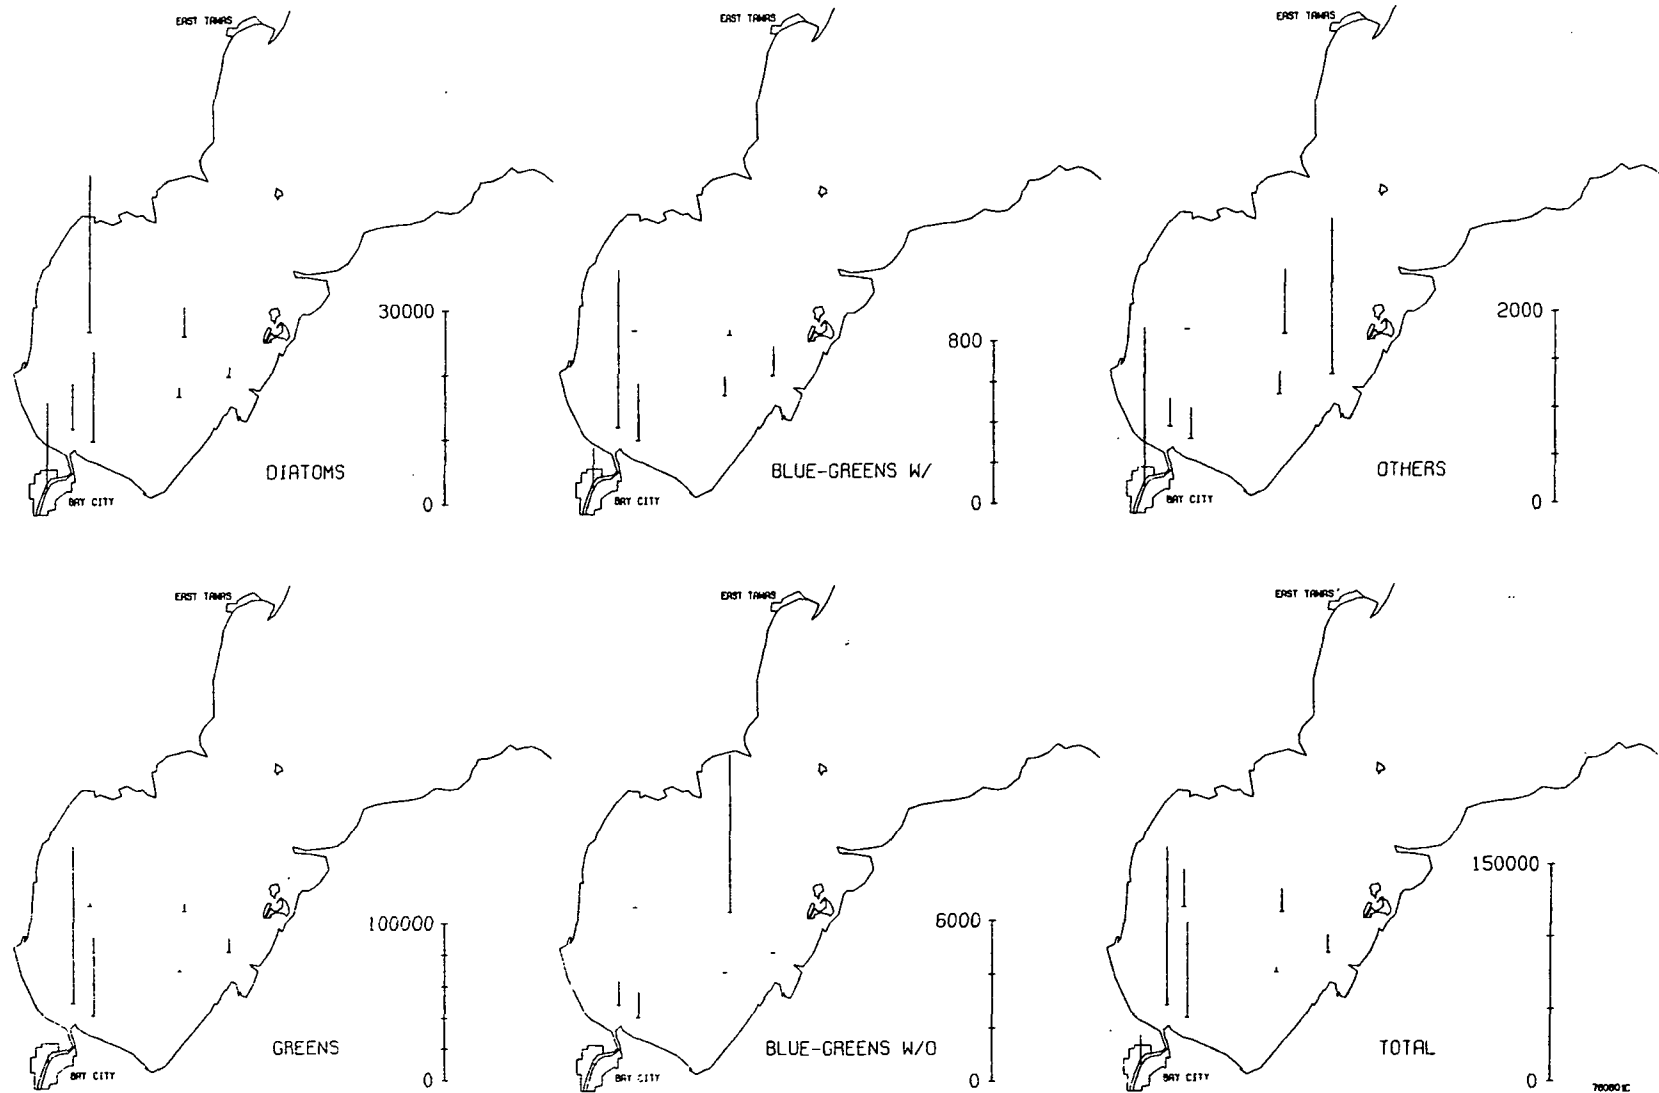 EAST TAWAS
EAST TAWAS
EAST TAWAS
30000
0
DIATOMS
BAY CITY
800
0
BLUE-GREENS W/
BAY CITY
2000
0
OTHERS
BAY CITY
EAST TAWAS
EAST TAWAS
EAST TAWAS
100000
0
GREENS
BAY CITY
6000
0
BLUE-GREENS W/O
BAY CITY
150000
0
TOTAL
BAY CITY